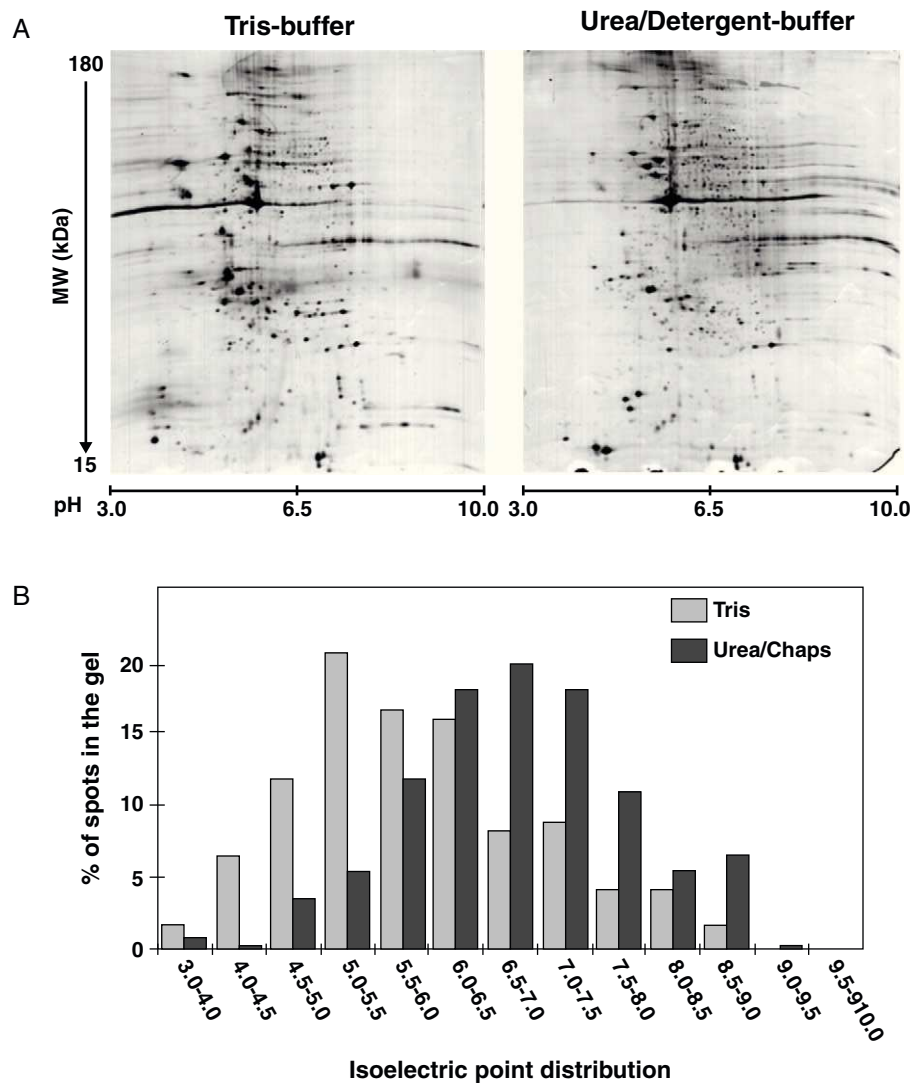 A
Tris-buffer
Urea/Detergent-buffer
180
MW (kDa)
15
pH
3.0
6.5
10.0
3.0
6.5
10.0
B
Tris
Urea/Chaps
% of spots in the gel
20
15
10
5
0
3.0-4.0
4.0-4.5
4.5-5.0
5.0-5.5
5.5-6.0
6.0-6.5
6.5-7.0
7.0-7.5
7.5-8.0
8.0-8.5
8.5-9.0
9.0-9.5
9.5-910.0
Isoelectric point distribution